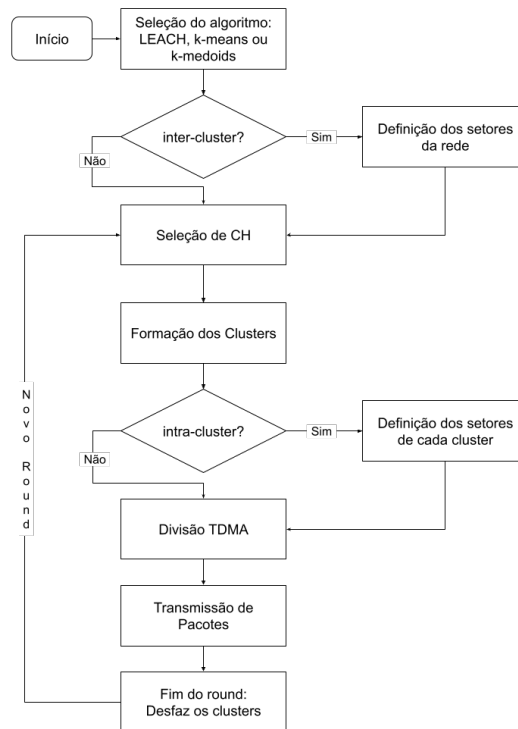 Início
Seleção do algoritmo:
LEACH, k-means ou
k-medoids
inter-cluster?
Sim
Definição dos setores
da rede
Não
Seleção de CH
Formação dos Clusters
intra-cluster?
Sim
Definição dos setores
de cada cluster
Não
Novo Round
Divisão TDMA
Transmissão de
Pacotes
Fim do round:
Desfaz os clusters